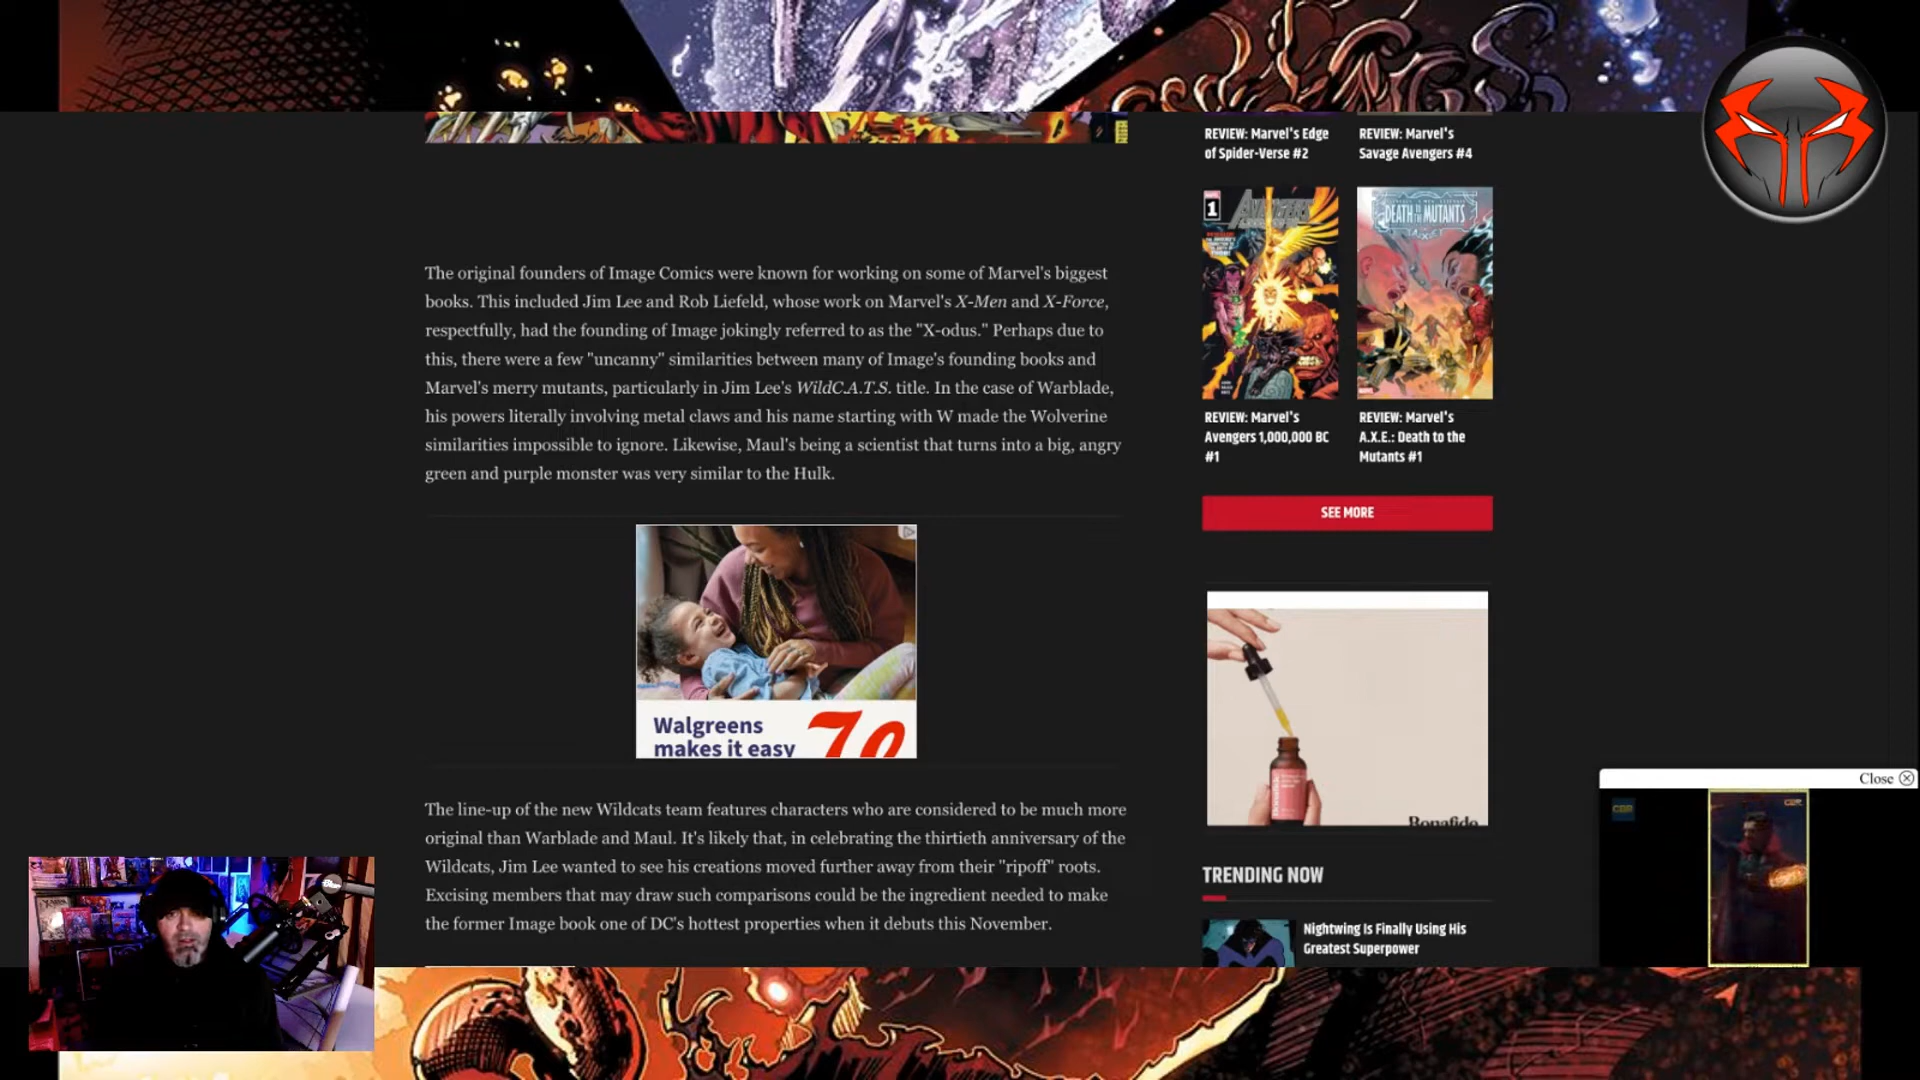 The original founders of Image Comics were known for working on some of Marvel's biggest
books. This included Jim Lee and Rob Liefeld, whose work on Marvel's X-Men and X-Force,
respectfully, had the founding of Image jokingly referred to as the "X-odus." Perhaps due to
this, there were a few "uncanny" similarities between many of Image's founding books and
Marvel's merry mutants, particularly in Jim Lee's WildC.A.T.S. title. In the case of Warblade,
his powers literally involving metal claws and his name starting with W made the Wolverine
similarities impossible to ignore. Likewise, Maul's being a scientist that turns into a big, angry
green and purple monster was very similar to the Hulk.
Walgreens
makes it easy
70
The line-up of the new Wildcats team features characters who are considered to be much more
original than Warblade and Maul. It's likely that, in celebrating the thirtieth anniversary of the
Wildcats, Jim Lee wanted to see his creations moved further away from their "ripoff" roots.
Excising members that may draw such comparisons could be the ingredient needed to make
the former Image book one of DC's hottest properties when it debuts this November.
REVIEW: Marvel's Edge
of Spider-Verse #2
REVIEW: Marvel's
Savage Avengers #4
1
AVENGERS
DEATH TO THE MUTANTS
REVIEW: Marvel's
Avengers 1,000,000 BC
#1
REVIEW: Marvel's
A.X.E.: Death to the
Mutants #1
SEE MORE
Bonafide
TRENDING NOW
Nightwing Is Finally Using His
Greatest Superpower
Close
CBR
CBR